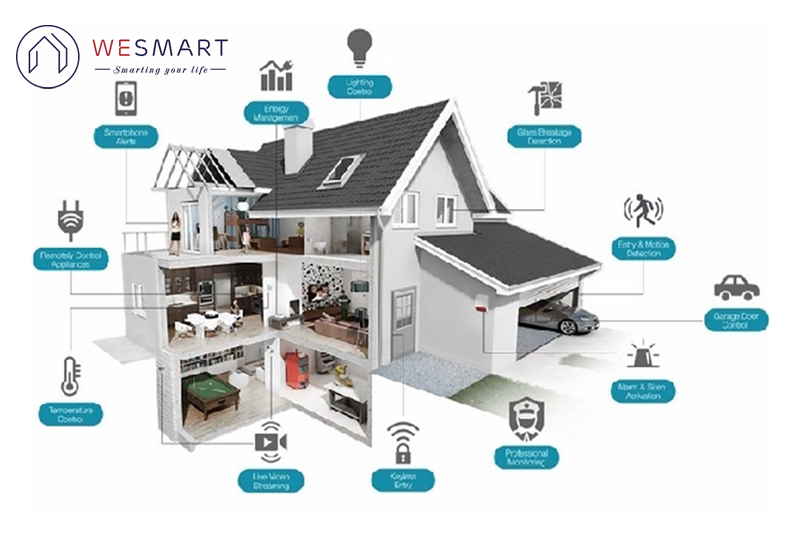 WESMART
Smarting your life
Lighting
Control
Energy
Management
Smartphone
Alerts
Glass Breakage
Detection
Remotely Control
Appliances
Entry & Motion
Detection
Garage Door
Control
Temperature
Control
Alarm & Siren
Activation
Professional
Monitoring
Live Video
Streaming
Keyless
Entry